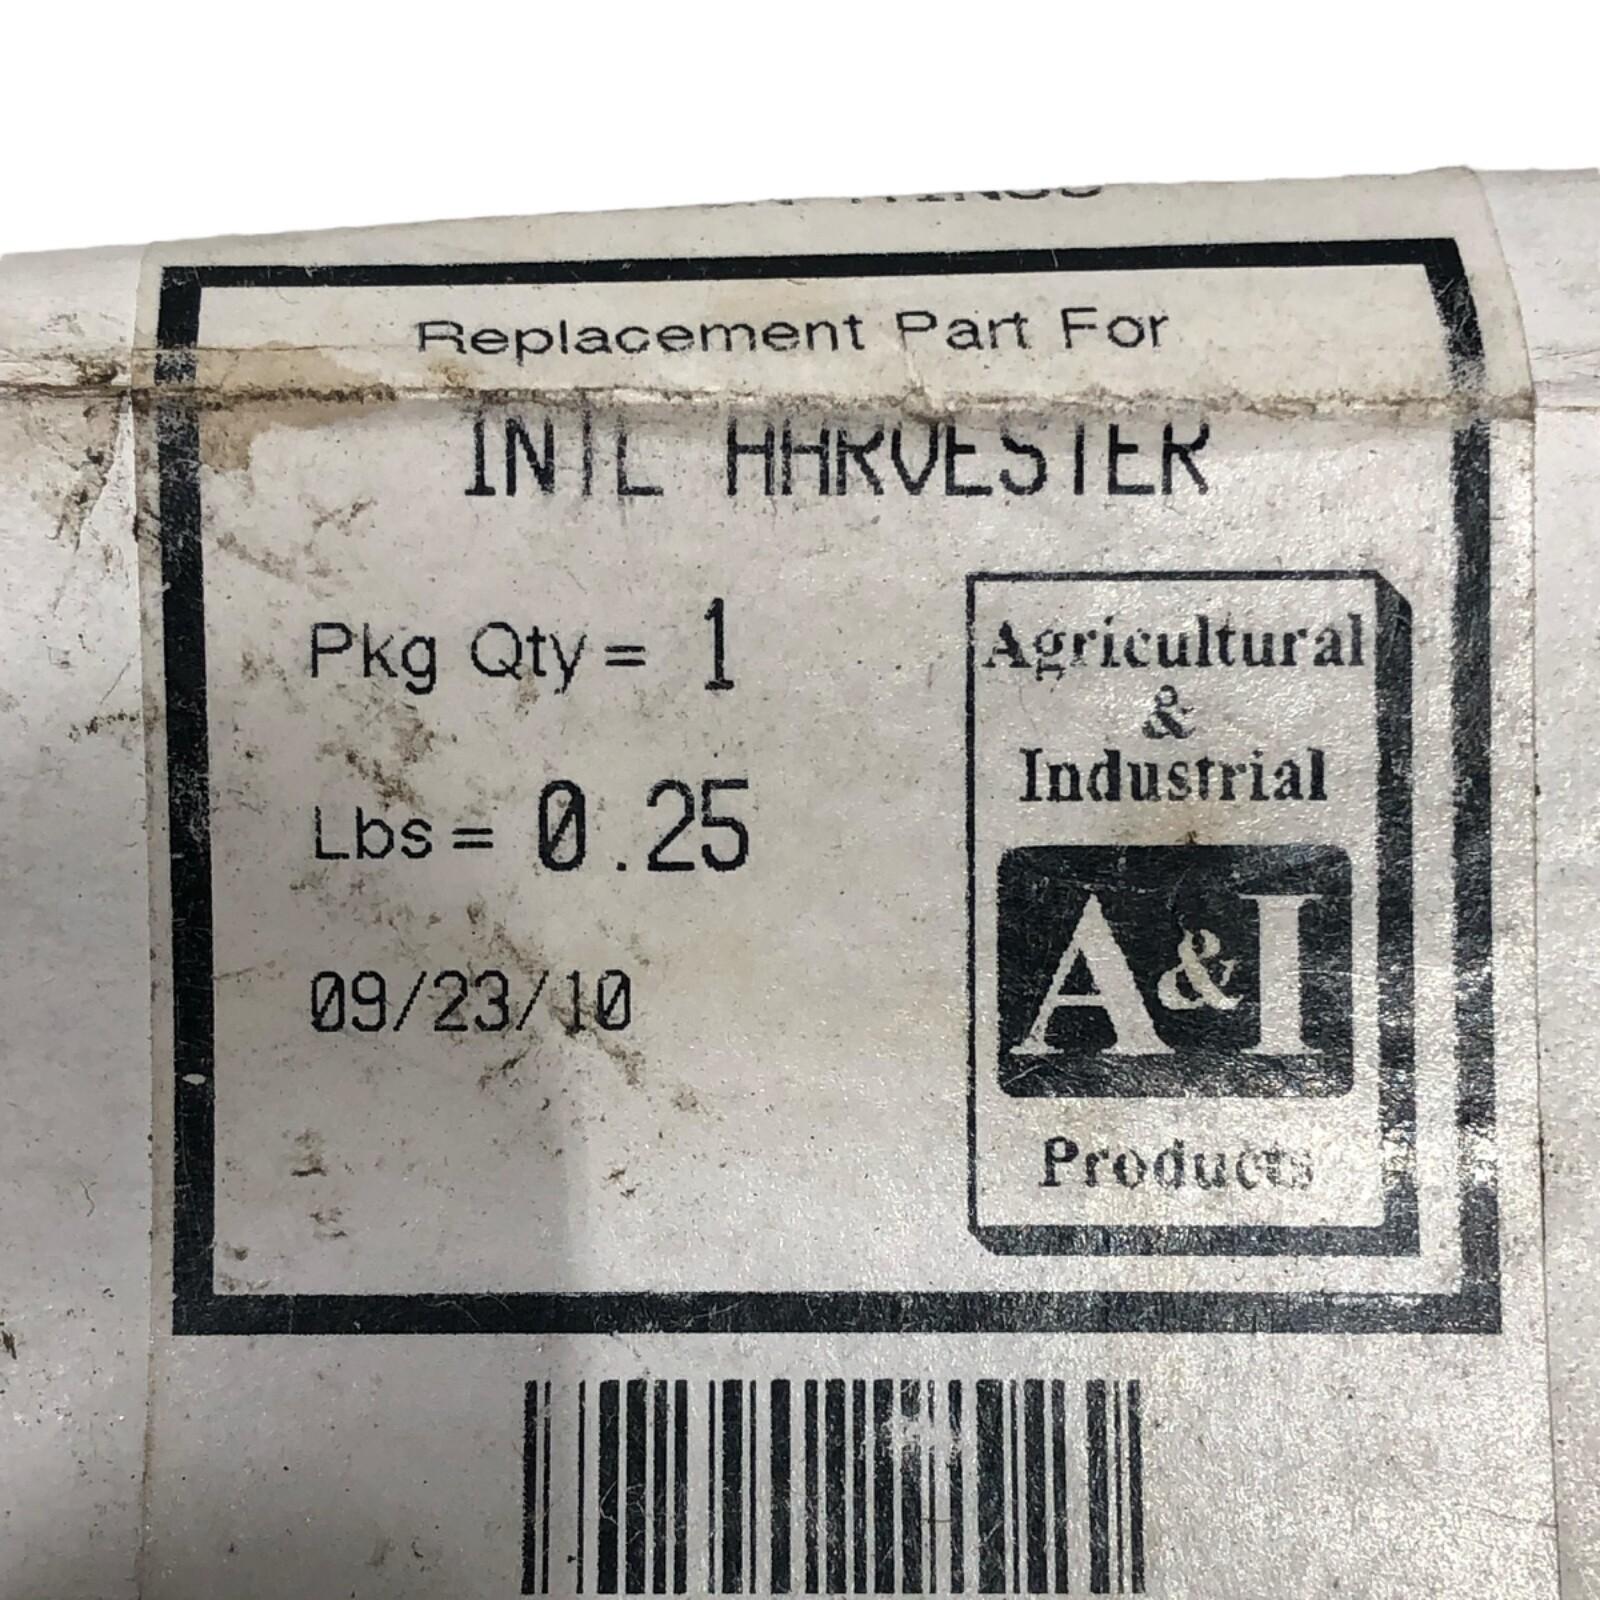 Replacement Part For
INTL HARVESTER
Pkg Qty = 1
Lbs = 0.25
09/23/10
Agricultural
&
Industrial
A&I
Products